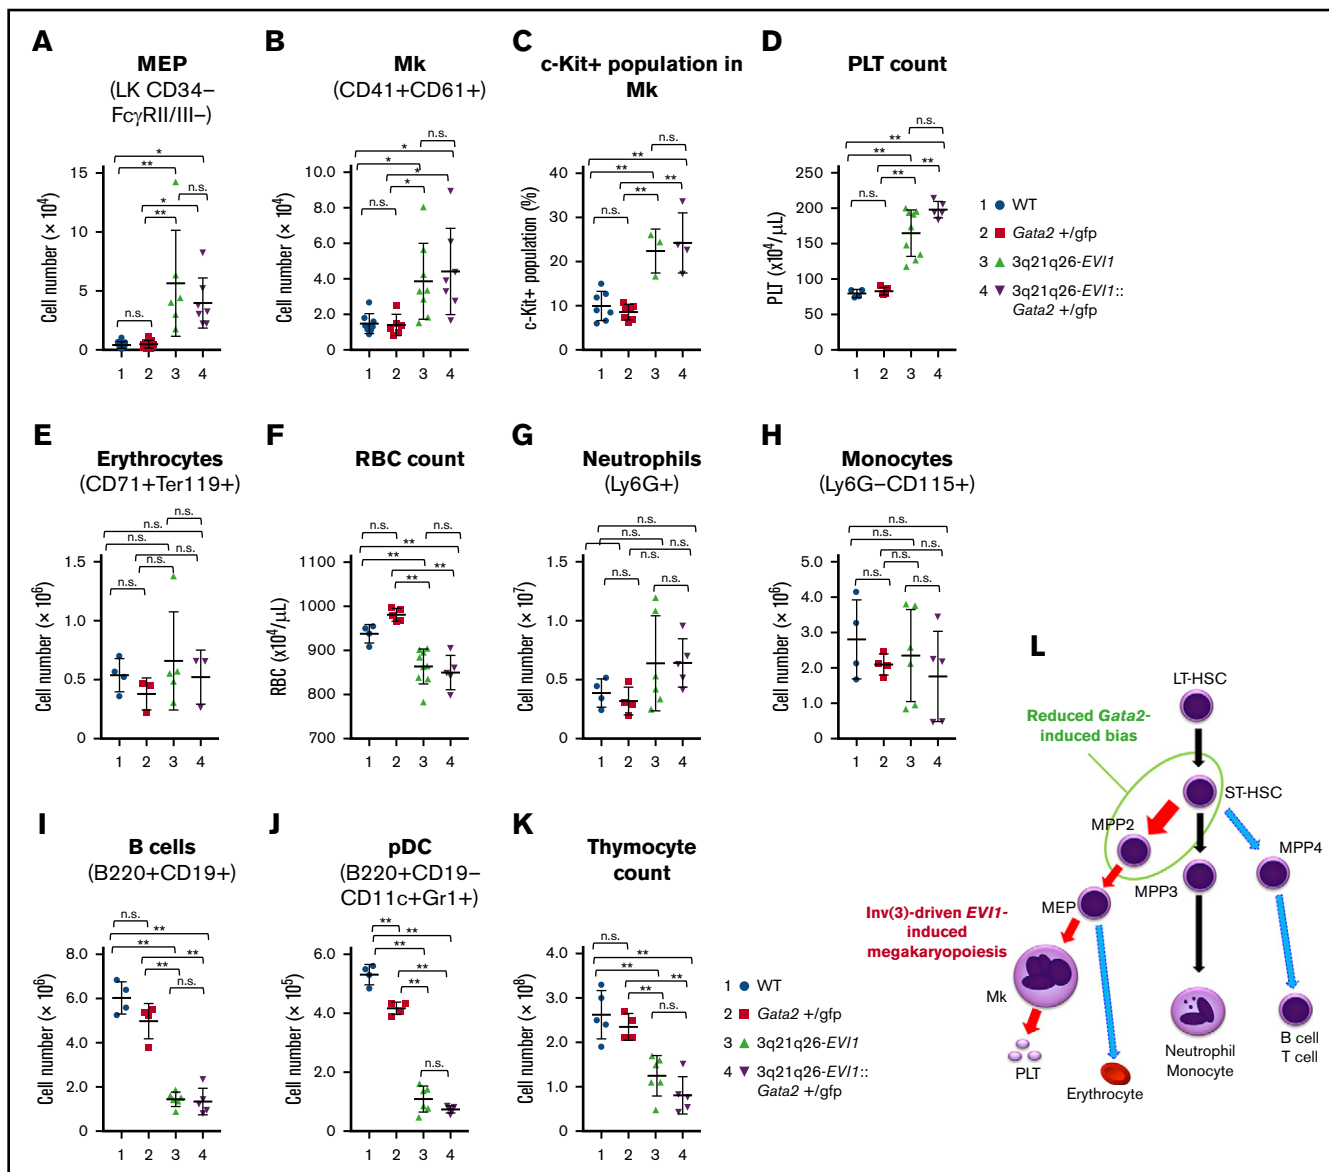 A
MEP
(LK CD34–
FcγRII/III–)
Cell number (× 10⁴)
15
10
5
0
*
**
n.s.
*
**
n.s.
1 2 3 4
B
Mk
(CD41+CD61+)
Cell number (× 10⁴)
10.0
8.0
6.0
4.0
2.0
0
n.s.
*
*
*
*
n.s.
1 2 3 4
C
c-Kit+ population in
Mk
c-Kit+ population (%)
40
30
20
10
0
n.s.
**
**
**
**
n.s.
1 2 3 4
D
PLT count
PLT (x10⁴/μL)
250
200
150
100
50
0
n.s.
**
**
**
**
n.s.
1 2 3 4
1 WT
2 Gata2 +/gfp
3 3q21q26-EVI1
4 3q21q26-EVI1::
Gata2 +/gfp
E
Erythrocytes
(CD71+Ter119+)
Cell number (× 10⁶)
1.5
1.0
0.5
0
n.s.
n.s.
n.s.
n.s.
n.s.
n.s.
1 2 3 4
F
RBC count
RBC (x10⁴/μL)
1100
1000
900
800
700
n.s.
n.s.
**
**
**
**
1 2 3 4
G
Neutrophils
(Ly6G+)
Cell number (× 10⁷)
1.5
1.0
0.5
0
n.s.
n.s.
n.s.
n.s.
n.s.
n.s.
1 2 3 4
H
Monocytes
(Ly6G–CD115+)
Cell number (× 10⁶)
5.0
4.0
3.0
2.0
1.0
0
n.s.
n.s.
n.s.
n.s.
n.s.
n.s.
1 2 3 4
I
B cells
(B220+CD19+)
Cell number (× 10⁶)
8.0
6.0
4.0
2.0
0
n.s.
**
**
**
**
n.s.
1 2 3 4
J
pDC
(B220+CD19–
CD11c+Gr1+)
Cell number (× 10⁵)
6.0
4.0
2.0
0
**
**
**
**
**
n.s.
1 2 3 4
K
Thymocyte
count
Cell number (× 10⁸)
4.0
3.0
2.0
1.0
0
n.s.
**
**
**
**
n.s.
1 2 3 4
1 WT
2 Gata2 +/gfp
3 3q21q26-EVI1
4 3q21q26-EVI1::
Gata2 +/gfp
L
LT-HSC
Reduced Gata2-
induced bias
ST-HSC
MPP2
MPP4
MPP3
MEP
Inv(3)-driven EVI1-
induced
megakaryopoiesis
Mk
PLT
Erythrocyte
Neutrophil
Monocyte
B cell
T cell